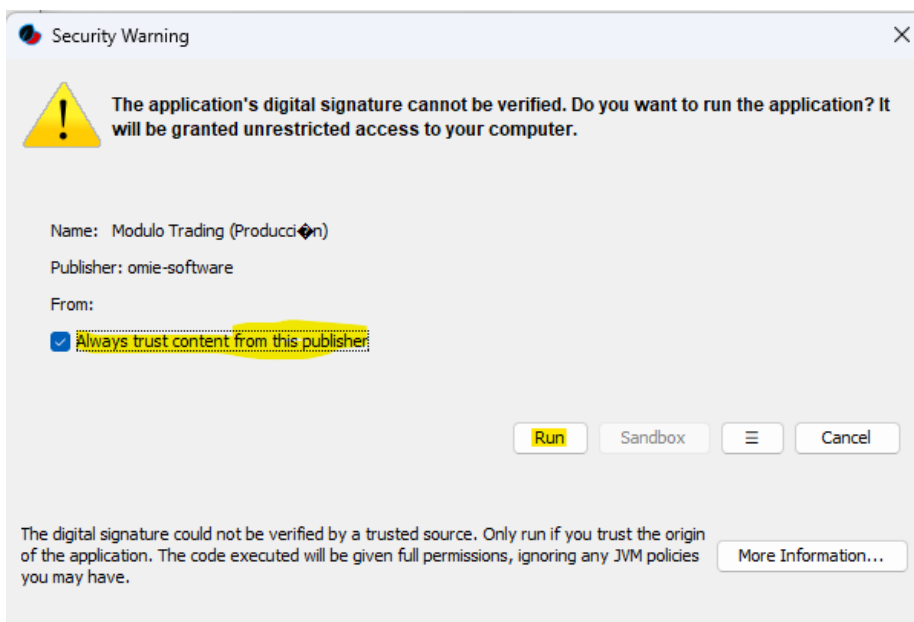 Security Warning
The application's digital signature cannot be verified. Do you want to run the application? It
will be granted unrestricted access to your computer.
Name: Modulo Trading (Producci�n)
Publisher: omie-software
From:
Always trust content from this publisher
Run Sandbox ☰ Cancel
The digital signature could not be verified by a trusted source. Only run if you trust the origin
of the application. The code executed will be given full permissions, ignoring any JVM policies
you may have.
More Information...